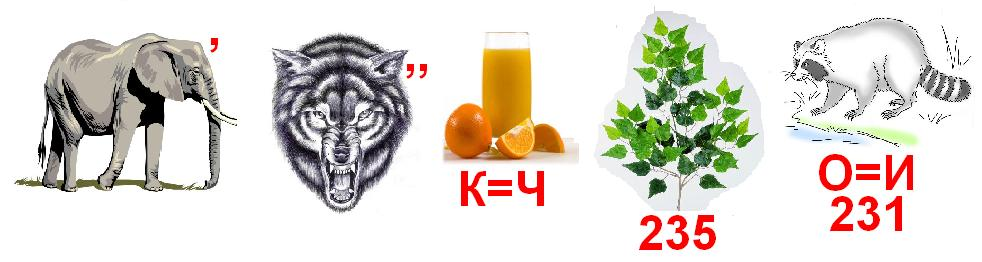 ,
,,
К=Ч
235
О=И
231